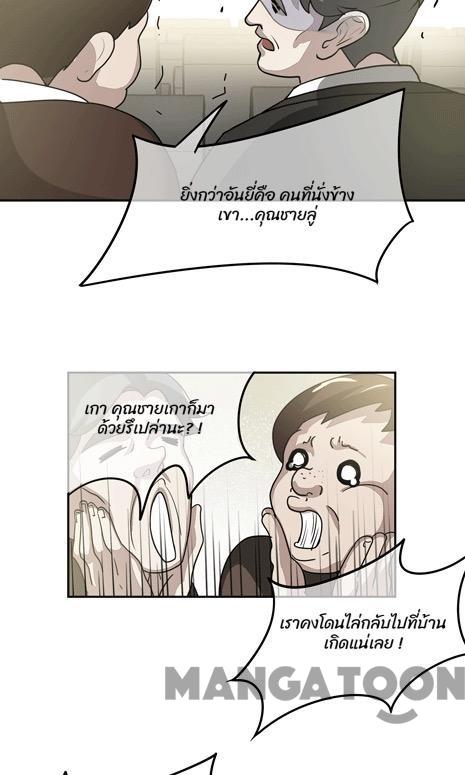 ยิ่งกว่าอันยี่คือ คนที่นั่งข้าง
เขา...คุณชายลู่
เกา คุณชายเกาก็มา
ด้วยรึเปล่านะ? !
เราคงโดนไล่กลับไปที่บ้าน
เกิดแน่เลย !
MANGATOON